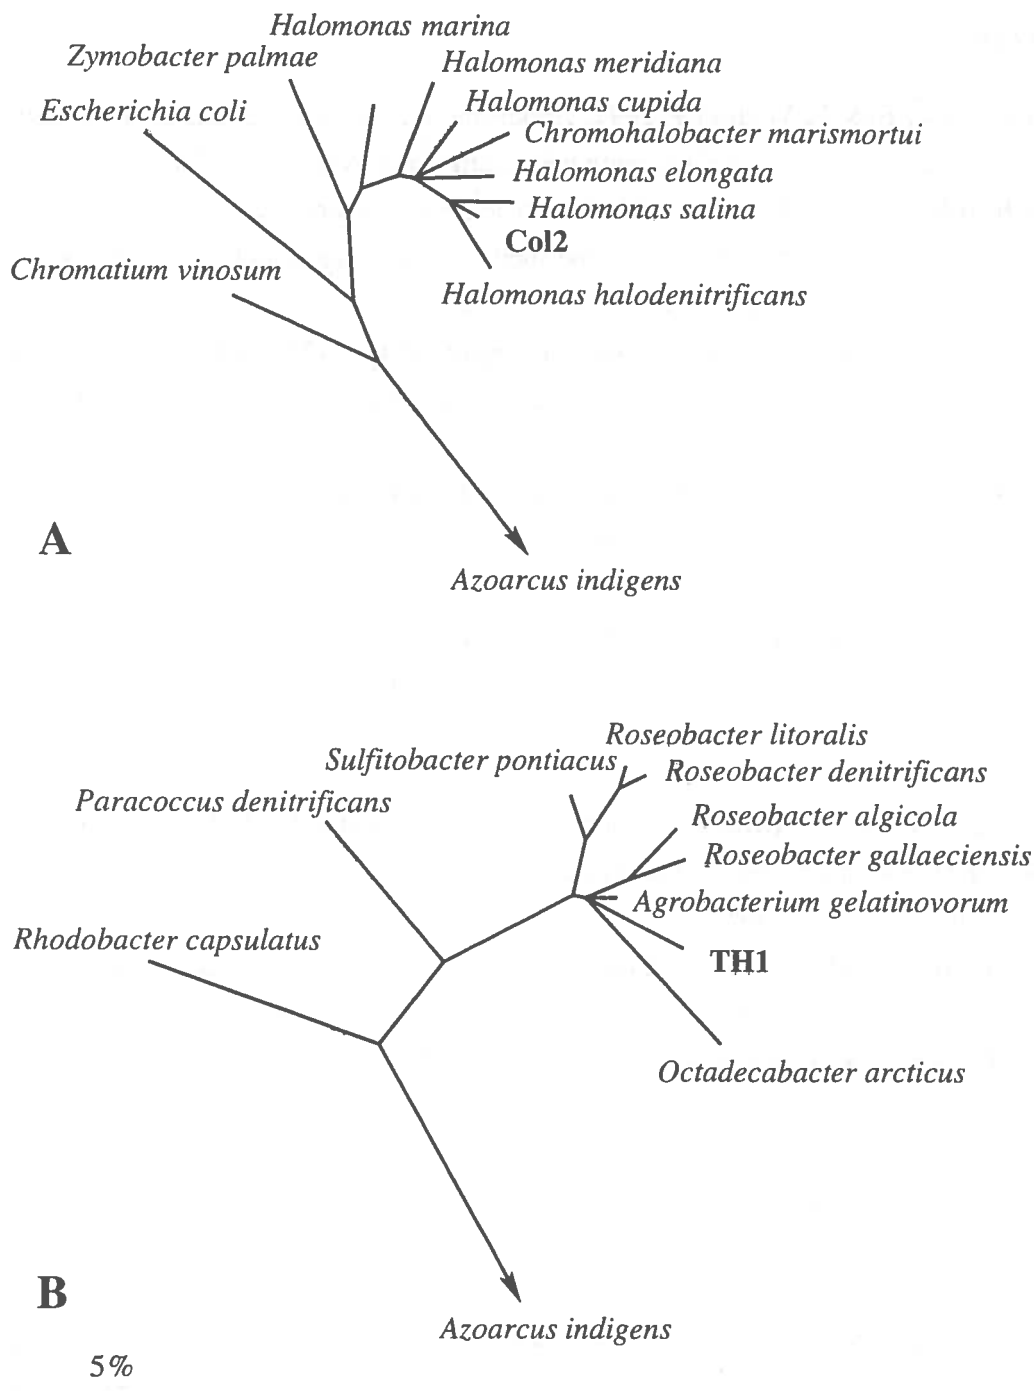 Halomonas marina
Zymobacter palmae
Halomonas meridiana
Escherichia coli
Halomonas cupida
Chromohalobacter marismortui
Halomonas elongata
Halomonas salina
Col2
Chromatium vinosum
Halomonas halodenitrificans
A
Azoarcus indigens
Roseobacter litoralis
Sulfitobacter pontiacus
Roseobacter denitrificans
Paracoccus denitrificans
Roseobacter algicola
Roseobacter gallaeciensis
Agrobacterium gelatinovorum
Rhodobacter capsulatus
TH1
Octadecabacter arcticus
B
Azoarcus indigens
5%